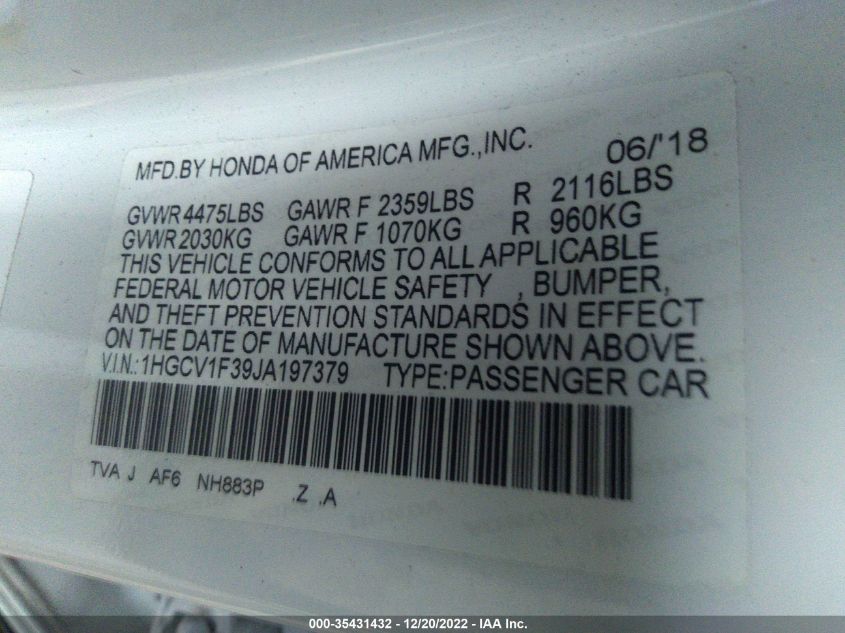 MFD.BY HONDA OF AMERICA MFG.,INC. 06/'18
GVWR 4475LBS GAWR F 2359LBS R 2116LBS
GVWR 2030KG GAWR F 1070KG R 960KG
THIS VEHICLE CONFORMS TO ALL APPLICABLE
FEDERAL MOTOR VEHICLE SAFETY , BUMPER,
AND THEFT PREVENTION STANDARDS IN EFFECT
ON THE DATE OF MANUFACTURE SHOWN ABOVE.
V.I.N.:1HGCV1F39JA197379 TYPE:PASSENGER CAR
TVA J AF6 NH883P .Z .A
000-35431432 - 12/20/2022 - IAA Inc.